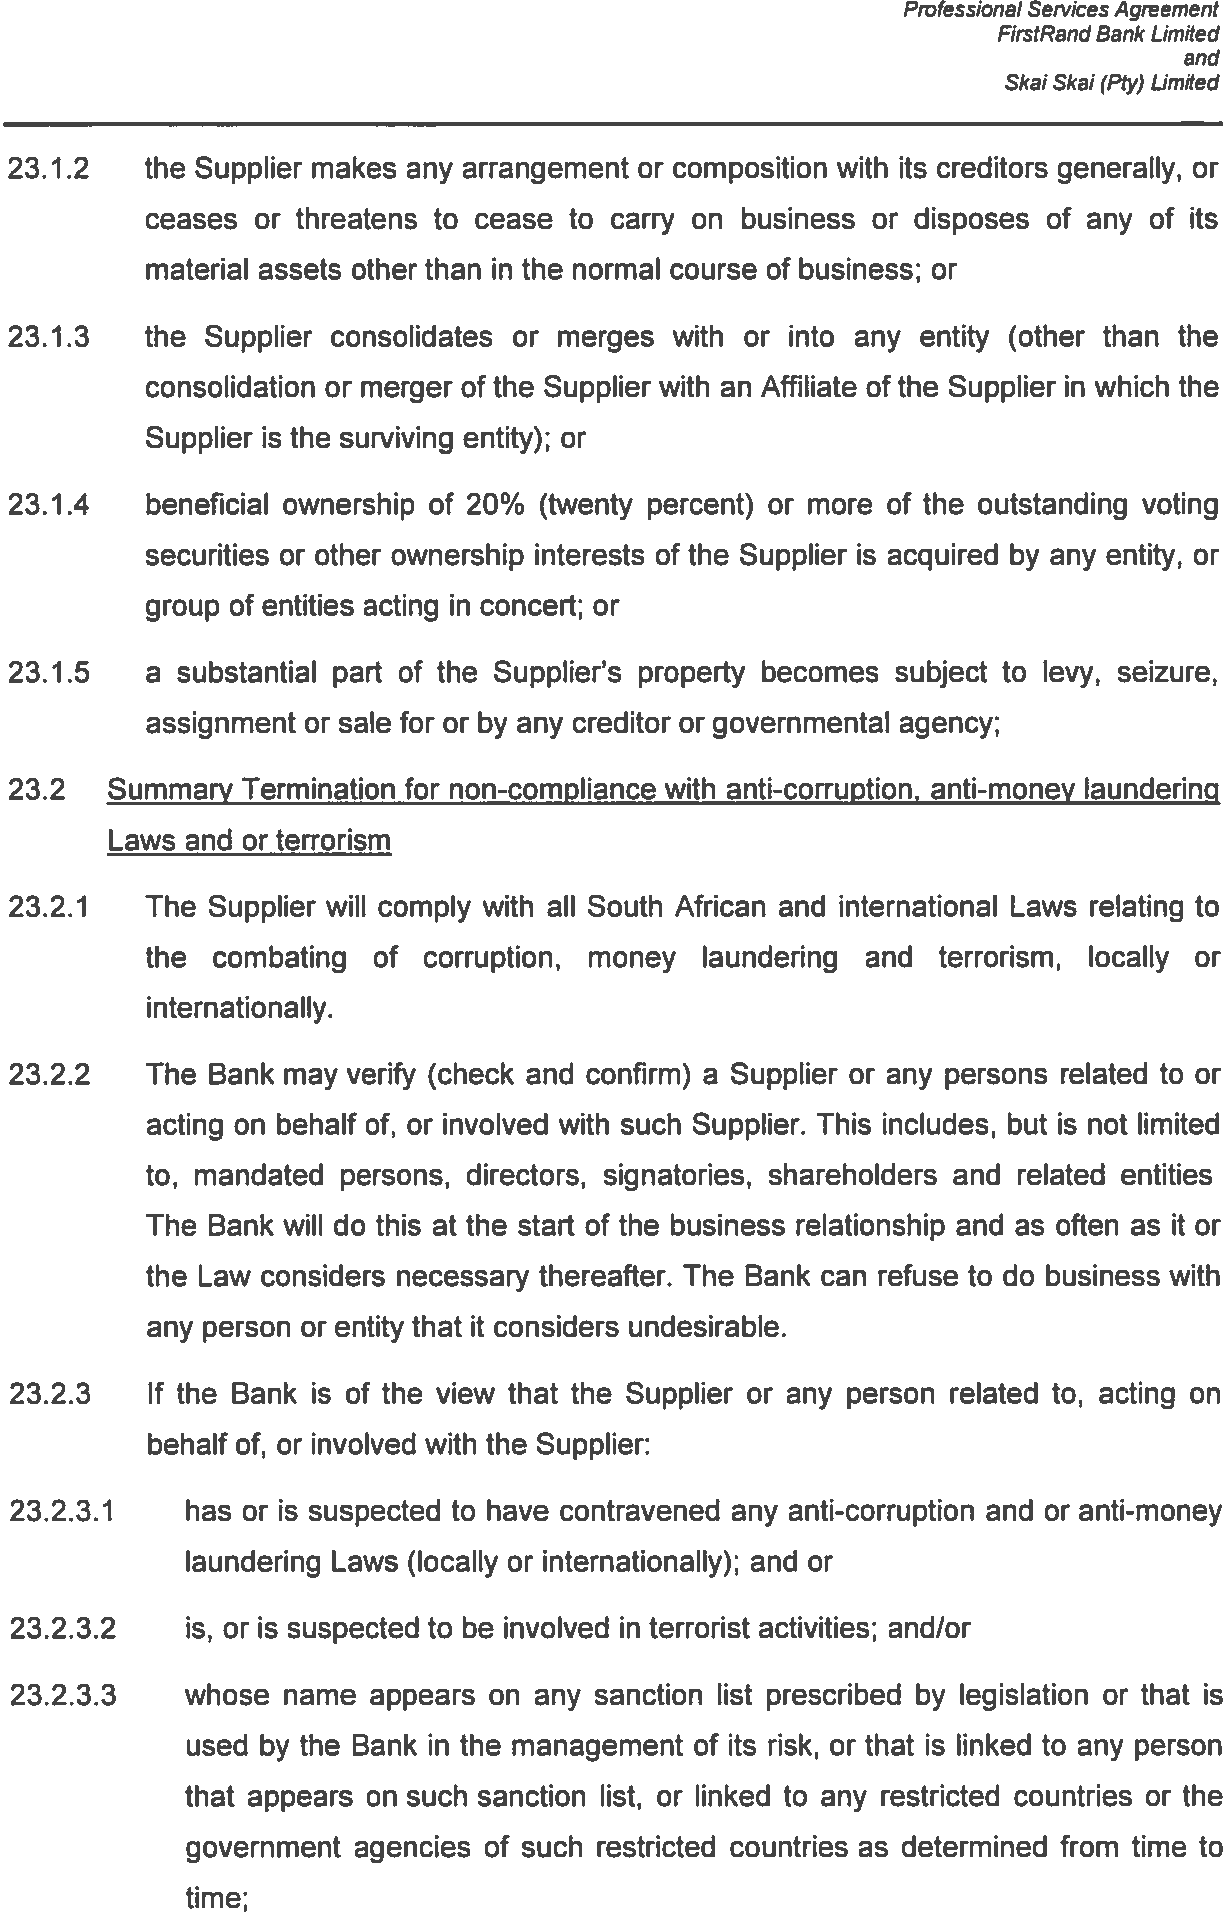 Professional Services Agreement
FirstRand Bank Limited
and
Skai Skai (Pty) Limited
23.1.2 the Supplier makes any arrangement or composition with its creditors generally, or
ceases or threatens to cease to carry on business or disposes of any of its
material assets other than in the normal course of business; or
23.1.3 the Supplier consolidates or merges with or into any entity (other than the
consolidation or merger of the Supplier with an Affiliate of the Supplier in which the
Supplier is the surviving entity); or
23.1.4 beneficial ownership of 20% (twenty percent) or more of the outstanding voting
securities or other ownership interests of the Supplier is acquired by any entity, or
group of entities acting in concert; or
23.1.5 a substantial part of the Supplier's property becomes subject to levy, seizure,
assignment or sale for or by any creditor or governmental agency;
23.2 Summary Termination for non-compliance with anti-corruption, anti-money laundering
Laws and or terrorism
23.2.1 The Supplier will comply with all South African and international Laws relating to
the combating of corruption, money laundering and terrorism, locally or
internationally.
23.2.2 The Bank may verify (check and confirm) a Supplier or any persons related to or
acting on behalf of, or involved with such Supplier. This includes, but is not limited
to, mandated persons, directors, signatories, shareholders and related entities
The Bank will do this at the start of the business relationship and as often as it or
the Law considers necessary thereafter. The Bank can refuse to do business with
any person or entity that it considers undesirable.
23.2.3 If the Bank is of the view that the Supplier or any person related to, acting on
behalf of, or involved with the Supplier:
23.2.3.1 has or is suspected to have contravened any anti-corruption and or anti-money
laundering Laws (locally or internationally); and or
23.2.3.2 is, or is suspected to be involved in terrorist activities; and/or
23.2.3.3 whose name appears on any sanction list prescribed by legislation or that is
used by the Bank in the management of its risk, or that is linked to any person
that appears on such sanction list, or linked to any restricted countries or the
government agencies of such restricted countries as determined from time to
time;